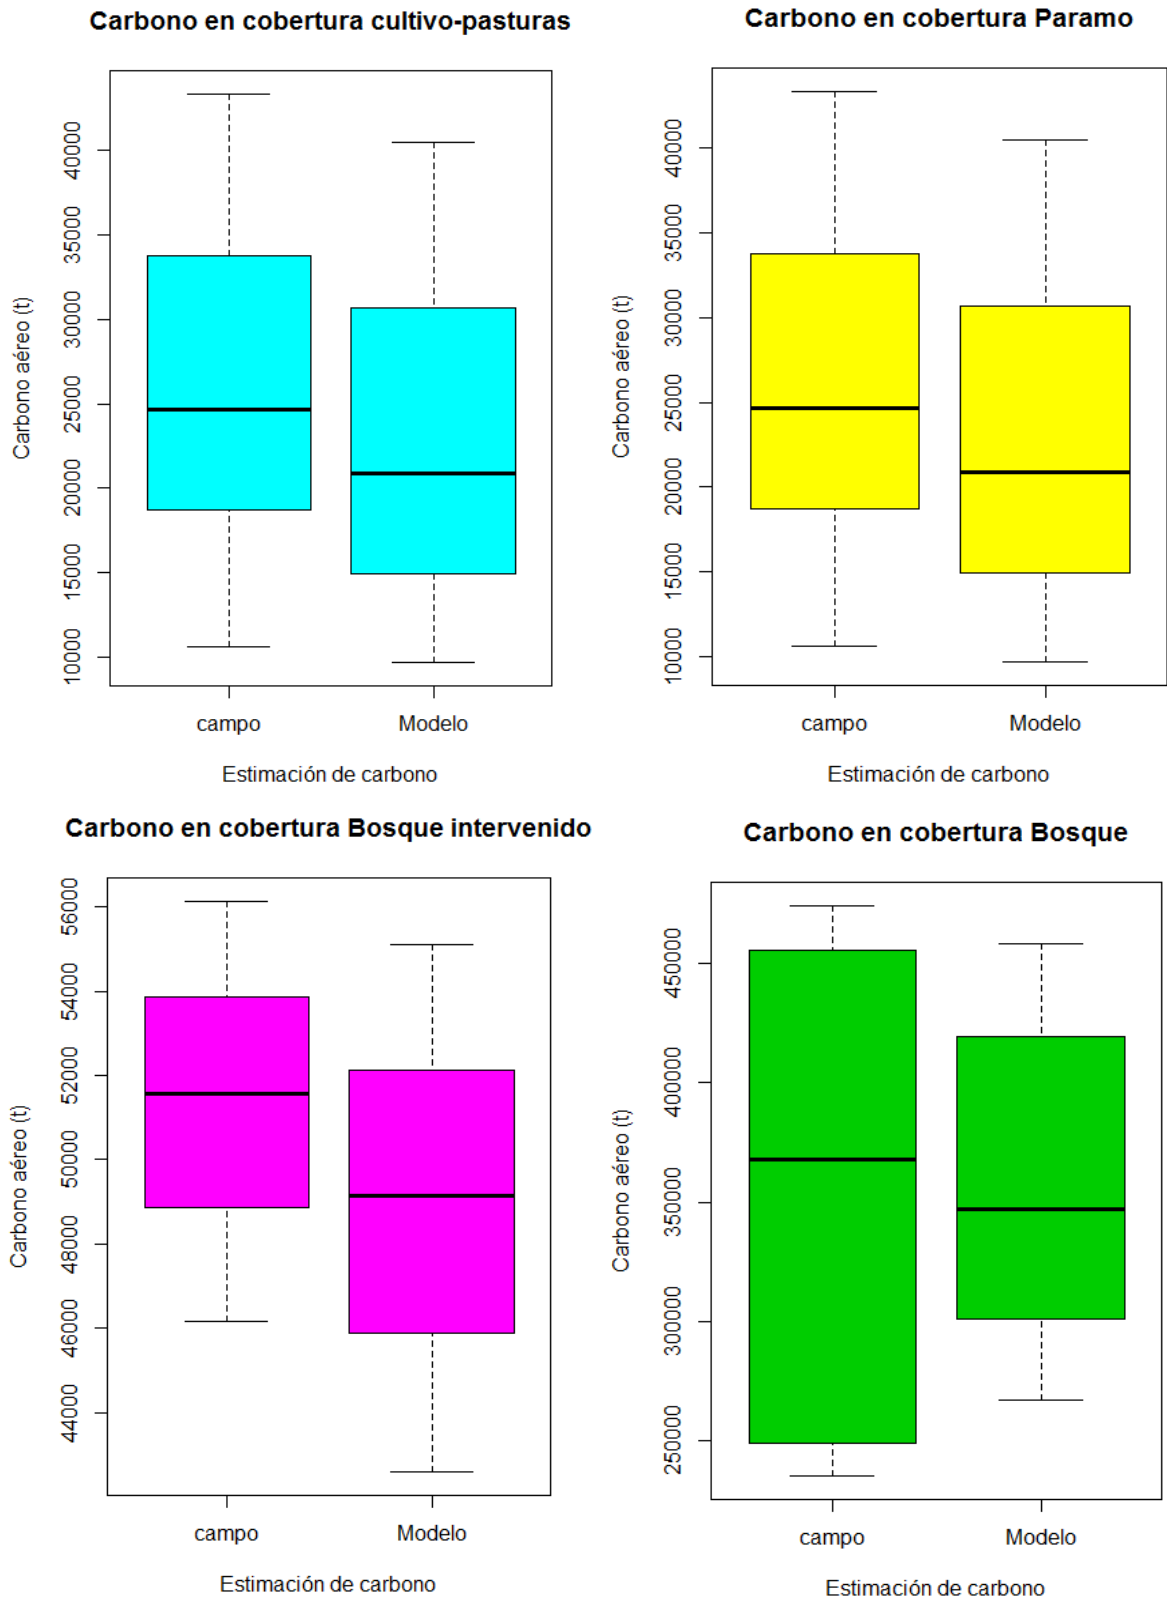 Carbono en cobertura cultivo-pasturas
Carbono aéreo (t)
40000
35000
30000
25000
20000
15000
10000
campo
Modelo
Estimación de carbono
Carbono en cobertura Paramo
Carbono aéreo (t)
40000
35000
30000
25000
20000
15000
10000
campo
Modelo
Estimación de carbono
Carbono en cobertura Bosque intervenido
Carbono aéreo (t)
56000
54000
52000
50000
48000
46000
44000
campo
Modelo
Estimación de carbono
Carbono en cobertura Bosque
Carbono aéreo (t)
450000
400000
350000
300000
250000
campo
Modelo
Estimación de carbono